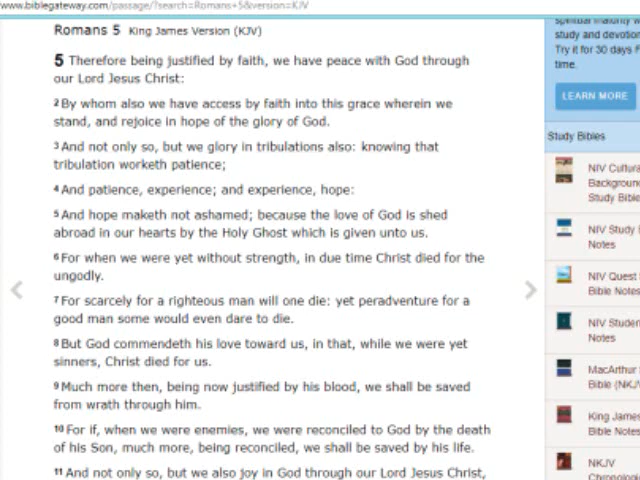 www.biblegateway.com/passage/?search=Romans+5&version=KJV
Romans 5 King James Version (KJV)
5 Therefore being justified by faith, we have peace with God through
our Lord Jesus Christ:
2 By whom also we have access by faith into this grace wherein we
stand, and rejoice in hope of the glory of God.
3 And not only so, but we glory in tribulations also: knowing that
tribulation worketh patience;
4 And patience, experience; and experience, hope:
5 And hope maketh not ashamed; because the love of God is shed
abroad in our hearts by the Holy Ghost which is given unto us.
6 For when we were yet without strength, in due time Christ died for the
ungodly.
7 For scarcely for a righteous man will one die: yet peradventure for a
good man some would even dare to die.
8 But God commendeth his love toward us, in that, while we were yet
sinners, Christ died for us.
9 Much more then, being now justified by his blood, we shall be saved
from wrath through him.
10 For if, when we were enemies, we were reconciled to God by the death
of his Son, much more, being reconciled, we shall be saved by his life.
11 And not only so, but we also joy in God through our Lord Jesus Christ,
spiritual maturity w
study and devotion
Try it for 30 days F
time.
LEARN MORE
Study Bibles
NIV Cultura
Background
Study Bible
NIV Study B
Notes
NIV Quest
Bible Notes
NIV Studen
Notes
MacArthur
Bible (NKJV
King James
Bible Notes
NKJV
Chronologi